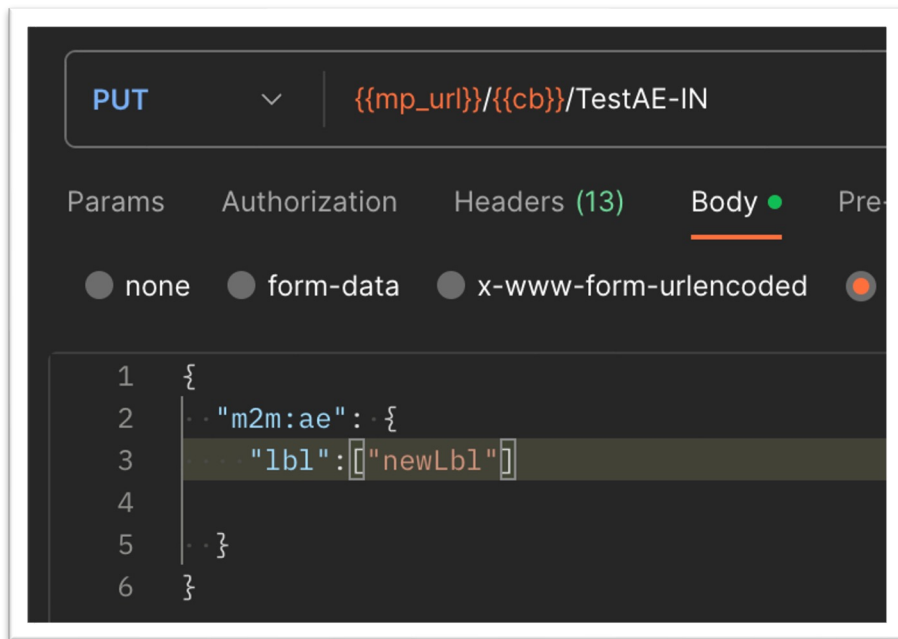 PUT {{mp_url}}/{{cb}}/TestAE-IN
Params Authorization Headers (13) Body Pre-
none form-data x-www-form-urlencoded
1 {
2 "m2m:ae": {
3 "lbl":["newLbl"]
4
5 }
6 }